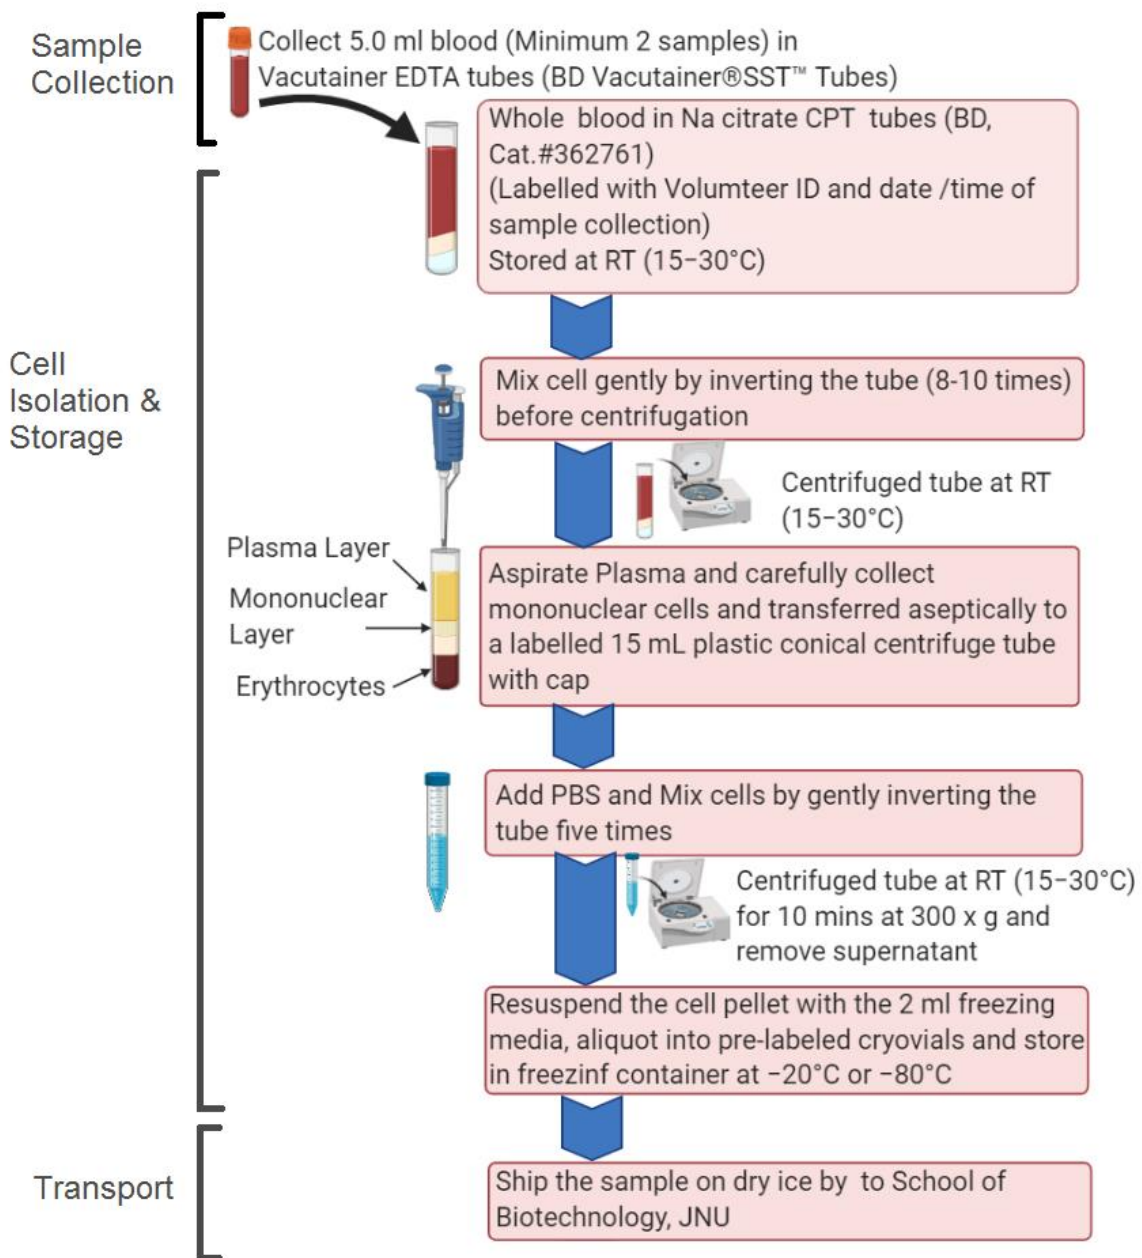 Sample
Collection
Collect 5.0 ml blood (Minimum 2 samples) in
Vacutainer EDTA tubes (BD Vacutainer®SST™ Tubes)
Whole blood in Na citrate CPT tubes (BD,
Cat.#362761)
(Labelled with Volumteer ID and date /time of
sample collection)
Stored at RT (15–30°C)
Cell
Isolation &
Storage
Mix cell gently by inverting the tube (8-10 times)
before centrifugation
Centrifuged tube at RT
(15–30°C)
Plasma Layer
Mononuclear
Layer
Erythrocytes
Aspirate Plasma and carefully collect
mononuclear cells and transferred aseptically to
a labelled 15 mL plastic conical centrifuge tube
with cap
Add PBS and Mix cells by gently inverting the
tube five times
Centrifuged tube at RT (15–30°C)
for 10 mins at 300 x g and
remove supernatant
Resuspend the cell pellet with the 2 ml freezing
media, aliquot into pre-labeled cryovials and store
in freezinf container at –20°C or –80°C
Transport
Ship the sample on dry ice by to School of
Biotechnology, JNU